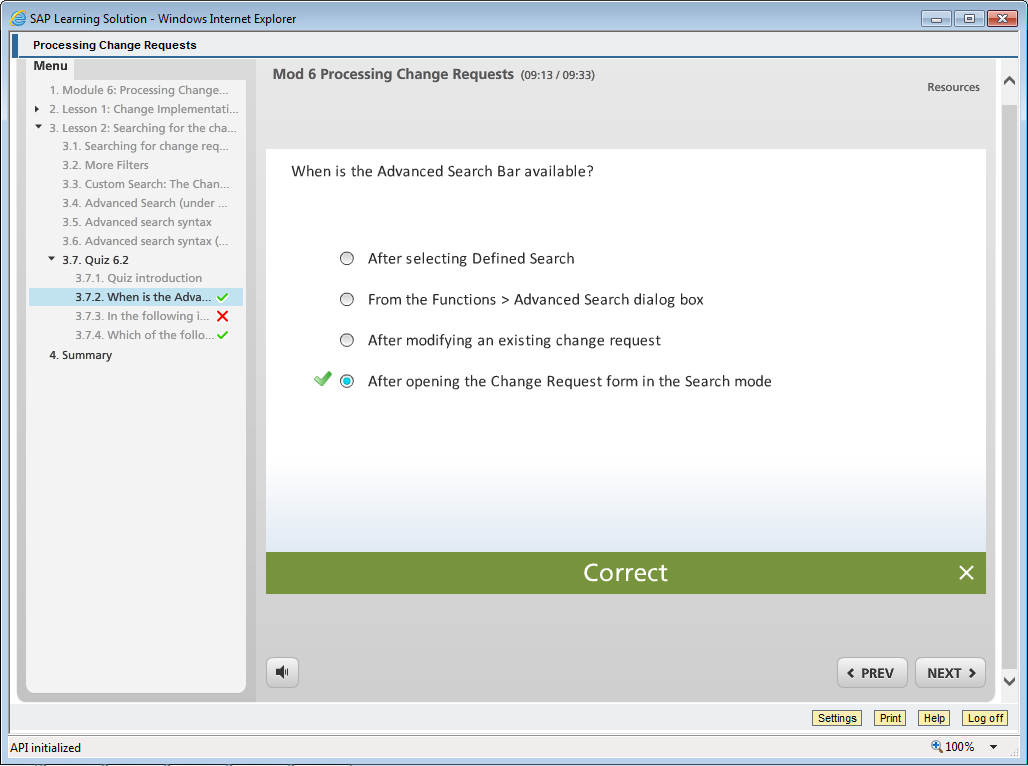 SAP Learning Solution - Windows Internet Explorer
Processing Change Requests
Menu
1. Module 6: Processing Change...
2. Lesson 1: Change Implementati...
3. Lesson 2: Searching for the cha...
3.1. Searching for change req...
3.2. More Filters
3.3. Custom Search: The Chan...
3.4. Advanced Search (under ...
3.5. Advanced search syntax
3.6. Advanced search syntax (...
3.7. Quiz 6.2
3.7.1. Quiz introduction
3.7.2. When is the Adva...
3.7.3. In the following i...
3.7.4. Which of the follo...
4. Summary
Mod 6 Processing Change Requests (09:13 / 09:33)
Resources
When is the Advanced Search Bar available?
After selecting Defined Search
From the Functions > Advanced Search dialog box
After modifying an existing change request
After opening the Change Request form in the Search mode
Correct
PREV
NEXT
Settings
Print
Help
Log off
API initialized
100%